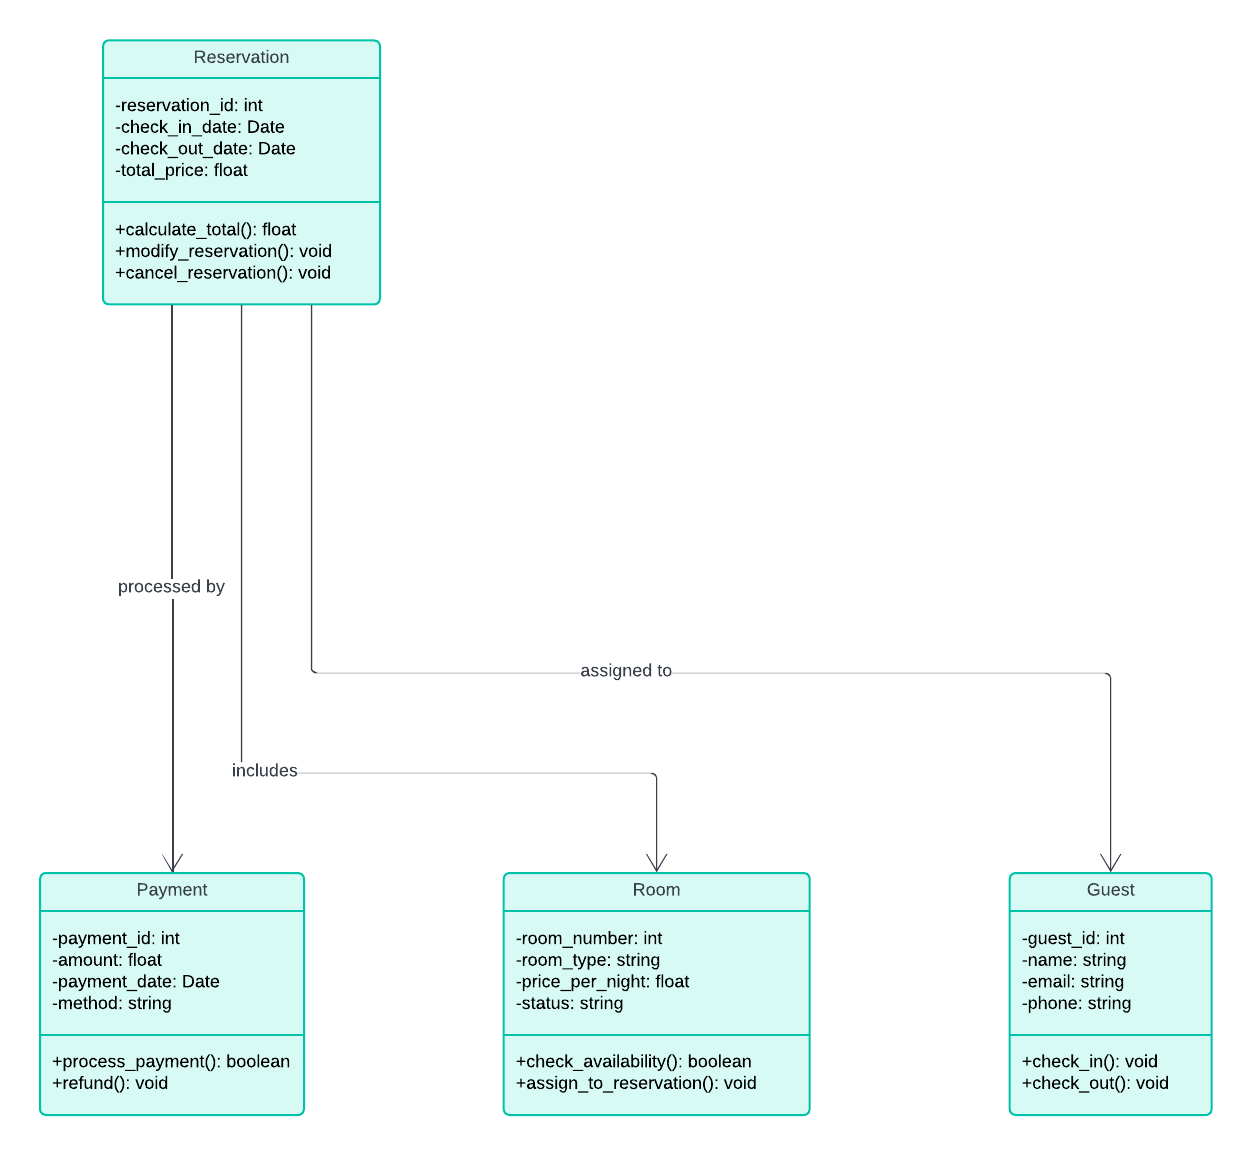 Reservation
-reservation_id: int
-check_in_date: Date
-check_out_date: Date
-total_price: float
+calculate_total(): float
+modify_reservation(): void
+cancel_reservation(): void
processed by
assigned to
includes
Payment
-payment_id: int
-amount: float
-payment_date: Date
-method: string
+process_payment(): boolean
+refund(): void
Room
-room_number: int
-room_type: string
-price_per_night: float
-status: string
+check_availability(): boolean
+assign_to_reservation(): void
Guest
-guest_id: int
-name: string
-email: string
-phone: string
+check_in(): void
+check_out(): void